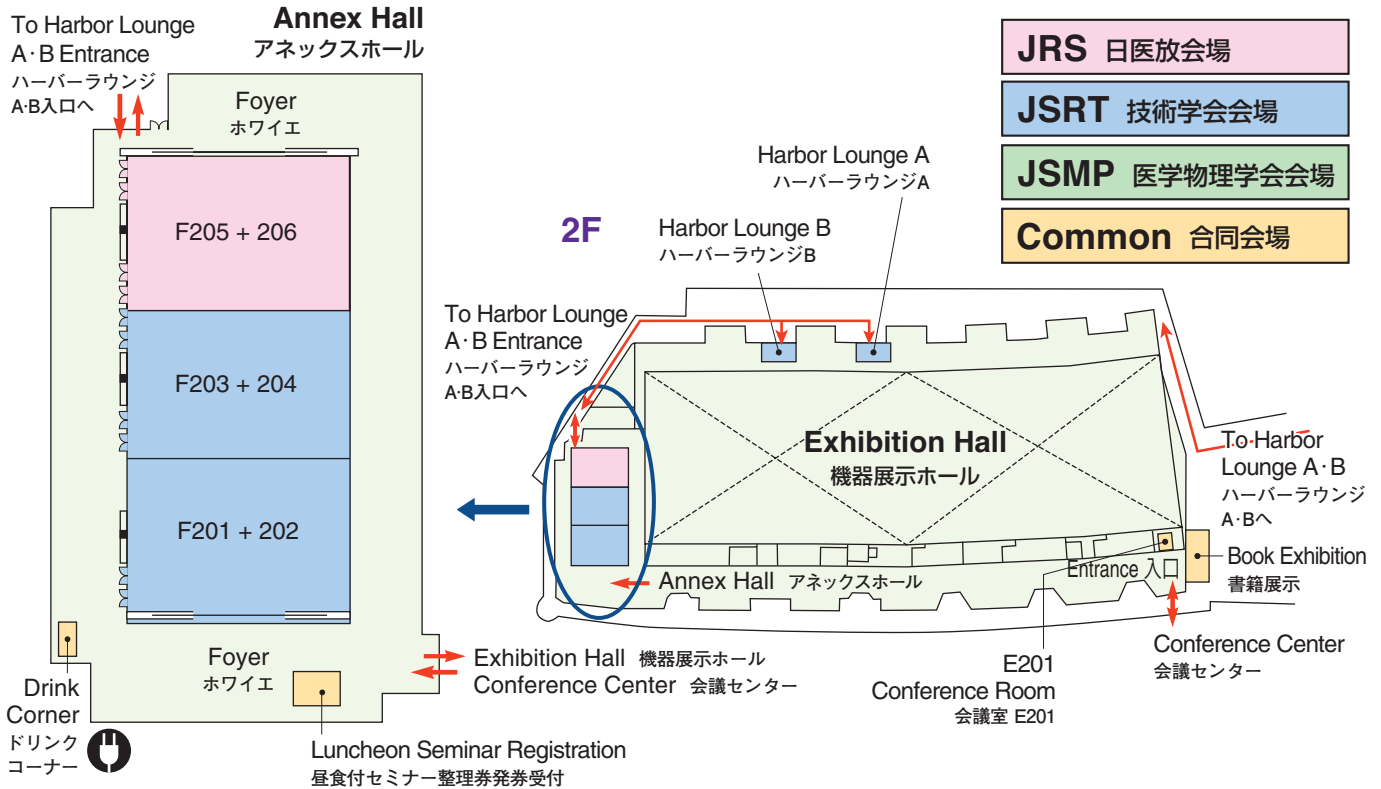 Annex Hall
アネックスホール
To Harbor Lounge
A·B Entrance
ハーバーラウンジ
A·B入口へ
Foyer
ホワイエ
F205 + 206
F203 + 204
F201 + 202
Foyer
ホワイエ
Drink
Corner
ドリンク
コーナー
Luncheon Seminar Registration
昼食付セミナー整理券発券受付
Exhibition Hall 機器展示ホール
Conference Center 会議センター
JRS 日医放会場
JSRT 技術学会会場
JSMP 医学物理学会会場
Common 合同会場
2F
Harbor Lounge A
ハーバーラウンジA
Harbor Lounge B
ハーバーラウンジB
To Harbor Lounge
A·B Entrance
ハーバーラウンジ
A·B入口へ
Exhibition Hall
機器展示ホール
To Harbor
Lounge A·B
ハーバーラウンジ
A·Bへ
Book Exhibition
書籍展示
Entrance 入口
Annex Hall アネックスホール
E201
Conference Room
会議室 E201
Conference Center
会議センター